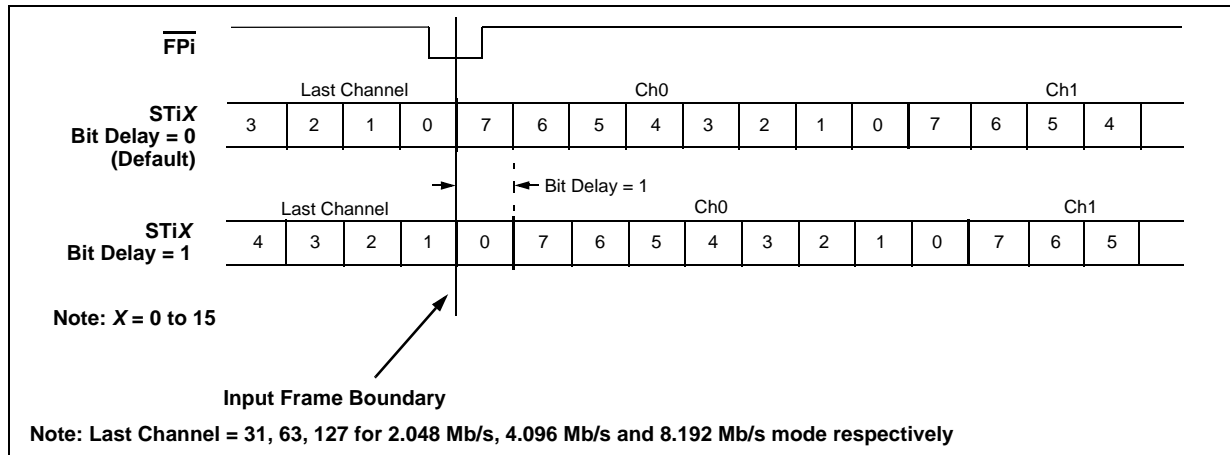 FPi
Last Channel Ch0 Ch1
STiX
Bit Delay = 0
(Default)
3 2 1 0 7 6 5 4 3 2 1 0 7 6 5 4
Bit Delay = 1
Last Channel Ch0 Ch1
STiX
Bit Delay = 1
4 3 2 1 0 7 6 5 4 3 2 1 0 7 6 5
Note: X = 0 to 15
Input Frame Boundary
Note: Last Channel = 31, 63, 127 for 2.048 Mb/s, 4.096 Mb/s and 8.192 Mb/s mode respectively